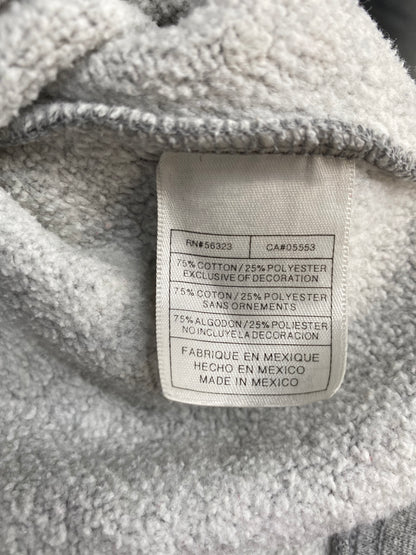 RN#56323 CA#05553
75% COTTON/25% POLYESTER
EXCLUSIVE OF DECORATION
75% COTON/25% POLYESTER
SANS ORNEMENTS
75% ALGODON/25% POLIESTER
NO INCLUYE LA DECORACION
FABRIQUE EN MEXIQUE
HECHO EN MEXICO
MADE IN MEXICO